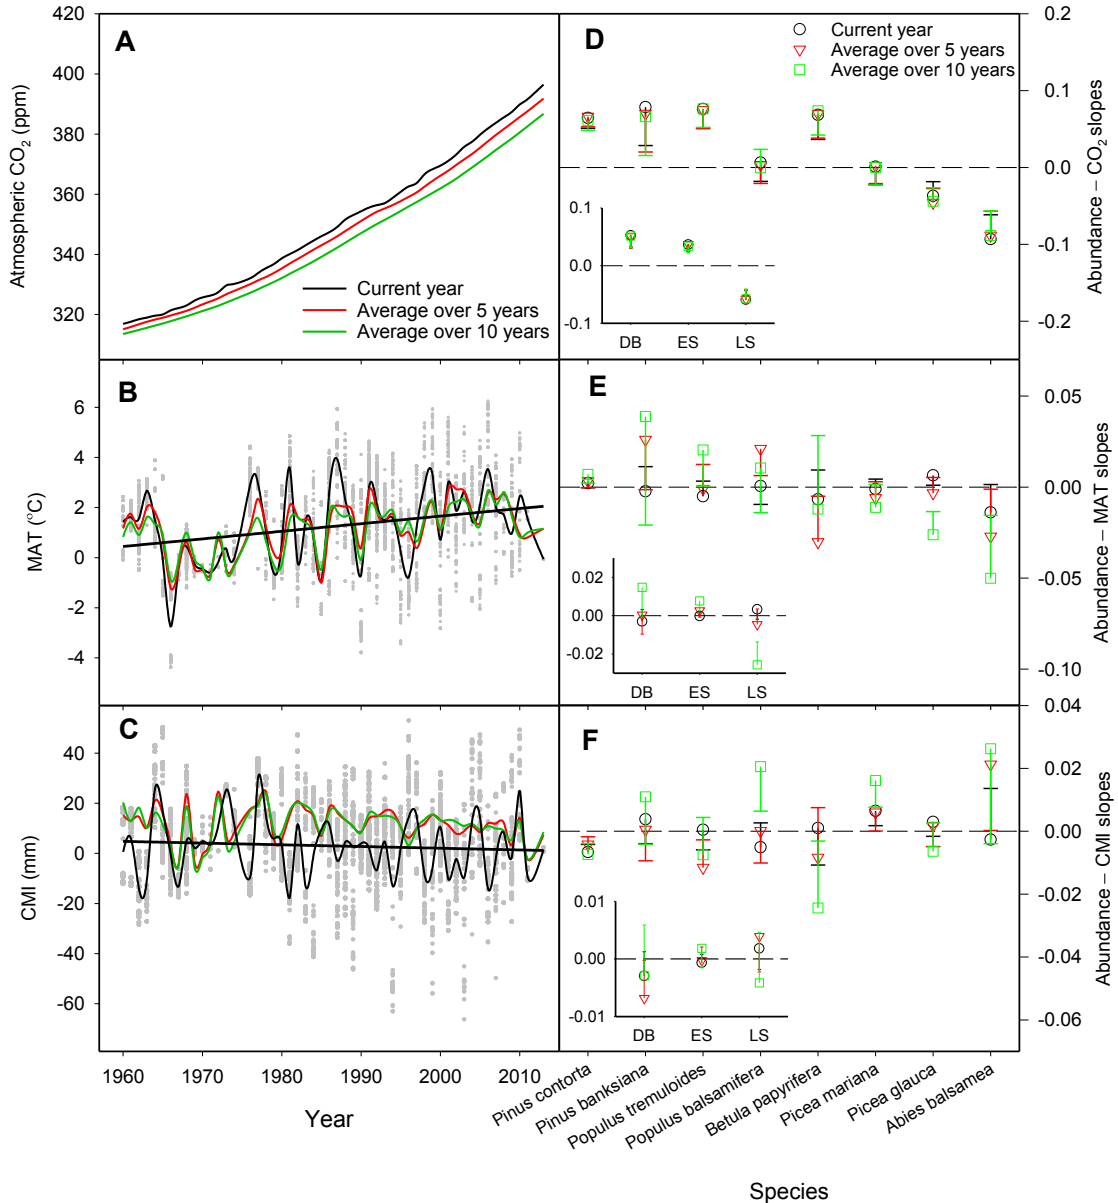 A
Atmospheric CO2 (ppm)
420
400
380
360
340
320
Current year
Average over 5 years
Average over 10 years
B
MAT (°C)
6
4
2
0
-2
-4
C
CMI (mm)
40
20
0
-20
-40
-60
1960 1970 1980 1990 2000 2010
Year
D
Current year
Average over 5 years
Average over 10 years
0.2
0.1
0.0
-0.1
-0.2
Abundance – CO2 slopes
0.1
0.0
-0.1
DB ES LS
E
0.05
0.00
-0.05
-0.10
Abundance – MAT slopes
0.02
0.00
-0.02
DB ES LS
F
0.04
0.02
0.00
-0.02
-0.04
-0.06
Abundance – CMI slopes
0.01
0.00
-0.01
DB ES LS
Pinus contorta
Pinus banksiana
Populus tremuloides
Populus balsamifera
Betula papyrifera
Picea mariana
Picea glauca
Abies balsamea
Species